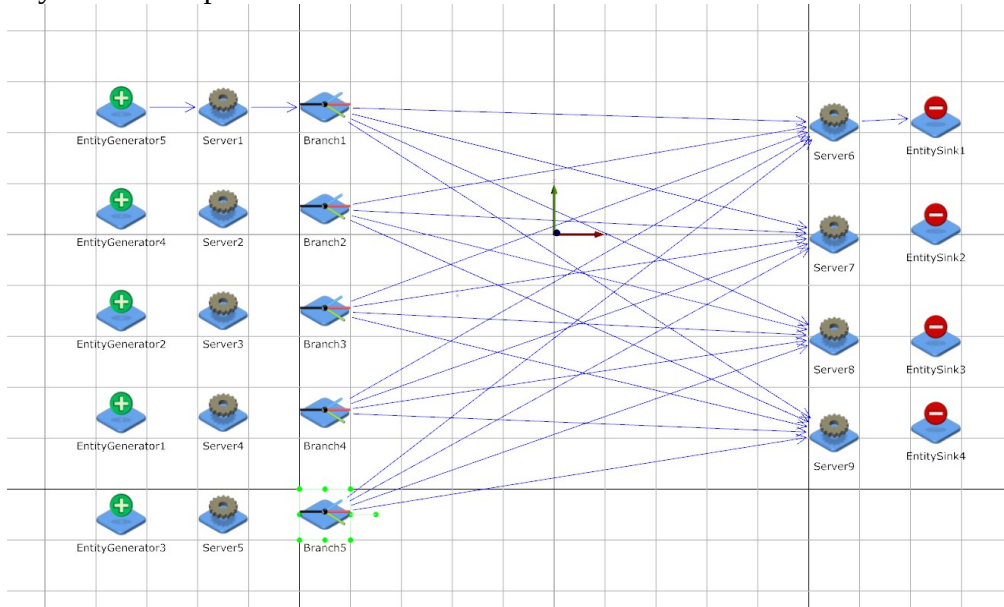 EntityGenerator5 Server1 Branch1 Server6 EntitySink1
EntityGenerator4 Server2 Branch2 Server7 EntitySink2
EntityGenerator2 Server3 Branch3 Server8 EntitySink3
EntityGenerator1 Server4 Branch4 Server9 EntitySink4
EntityGenerator3 Server5 Branch5